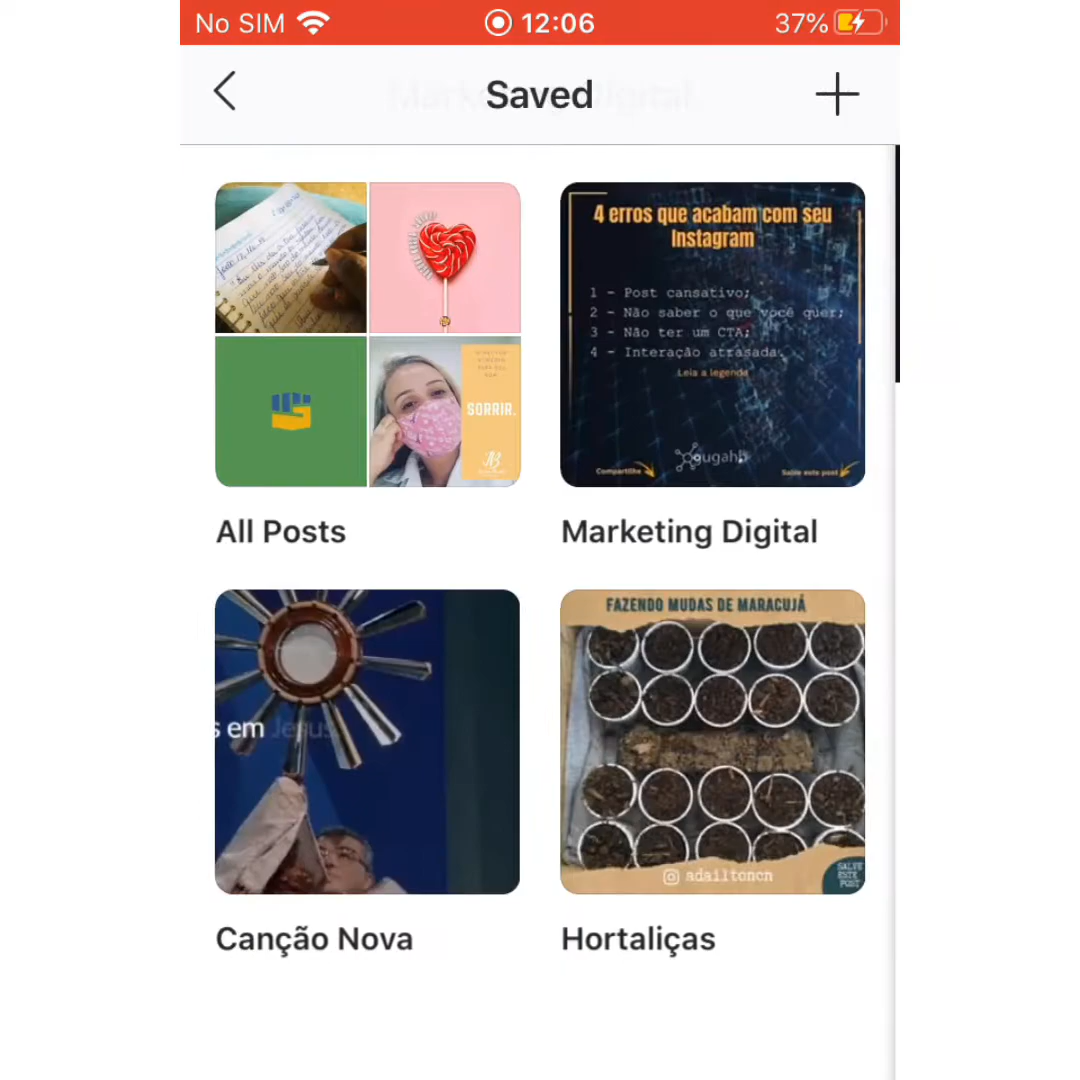 No SIM 12:06 37%
Saved
4 erros que acabam com seu
Instagram
1 - Post cansativo;
2 - Não saber o que você quer;
3 - Não ter um CTA;
4 - Interação atrasada.
Leia a legenda
ougahb
Compartilhe
Salve este post
SORRIR.
All Posts
Marketing Digital
s em Jesus
FAZENDO MUDAS DE MARACUJÁ
adailtoncn
SALVE
ESTE
POST
Canção Nova
Hortaliças